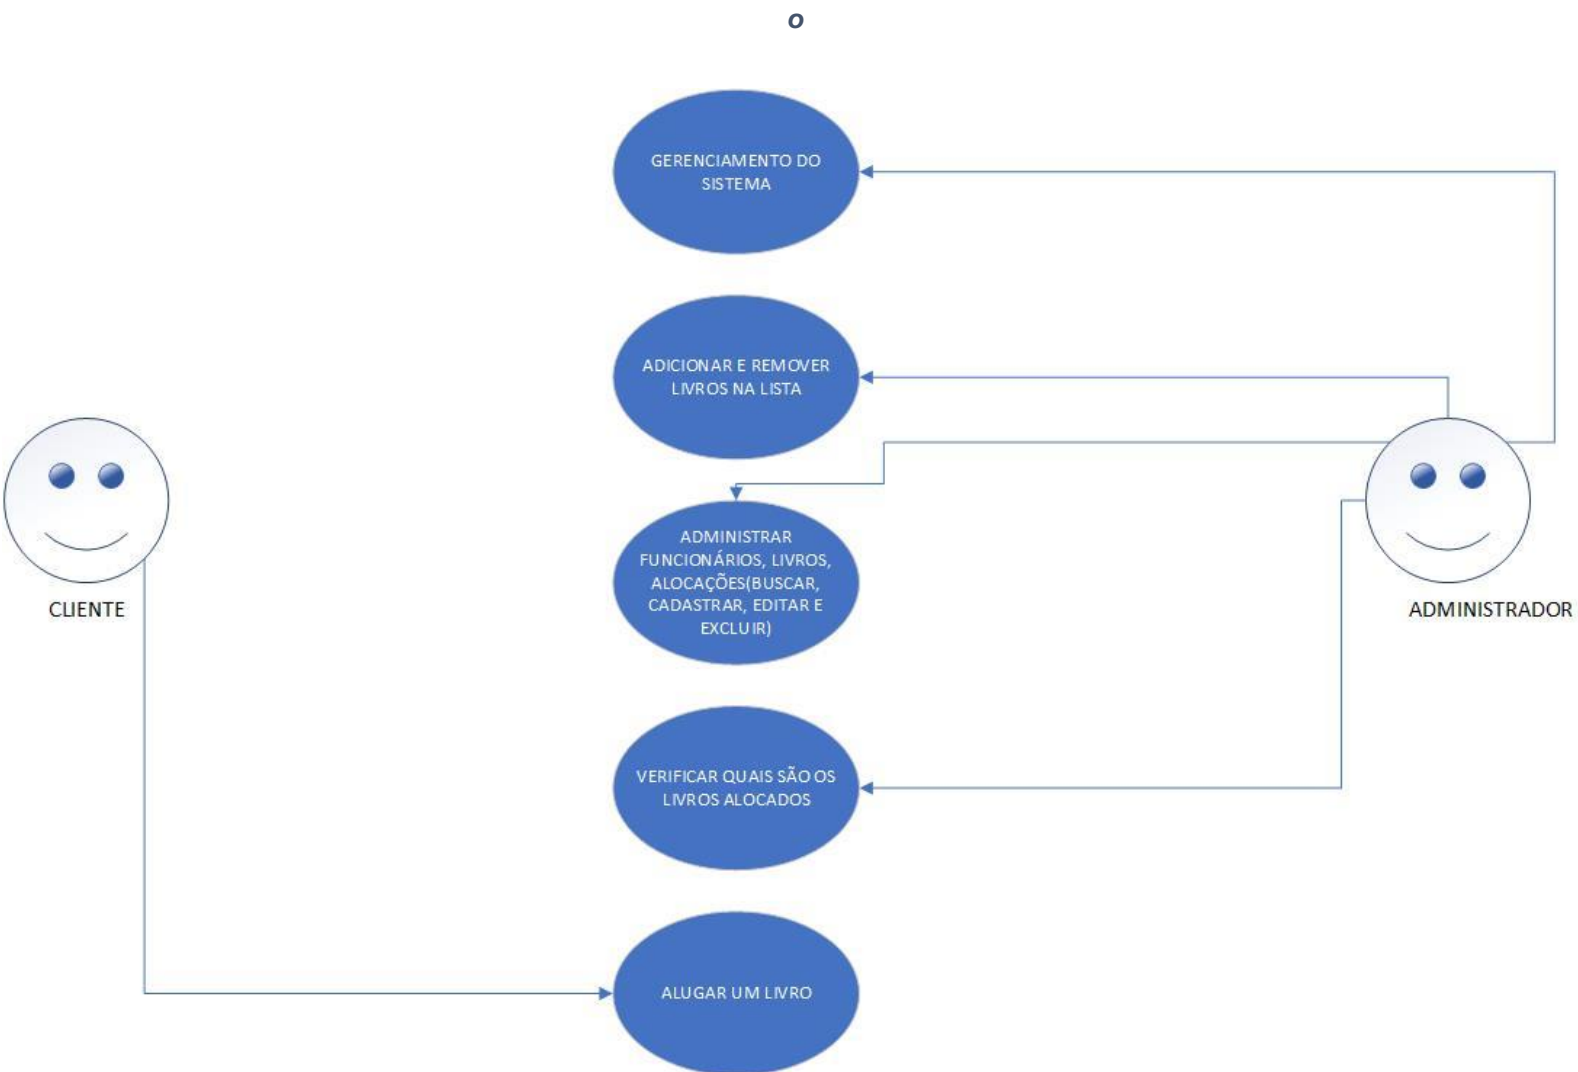 o
GERENCIAMENTO DO
SISTEMA
ADICIONAR E REMOVER
LIVROS NA LISTA
ADMINISTRAR
FUNCIONÁRIOS, LIVROS,
ALOCAÇÕES(BUSCAR,
CADASTRAR, EDITAR E
EXCLUIR)
CLIENTE
ADMINISTRADOR
VERIFICAR QUAIS SÃO OS
LIVROS ALOCADOS
ALUGAR UM LIVRO